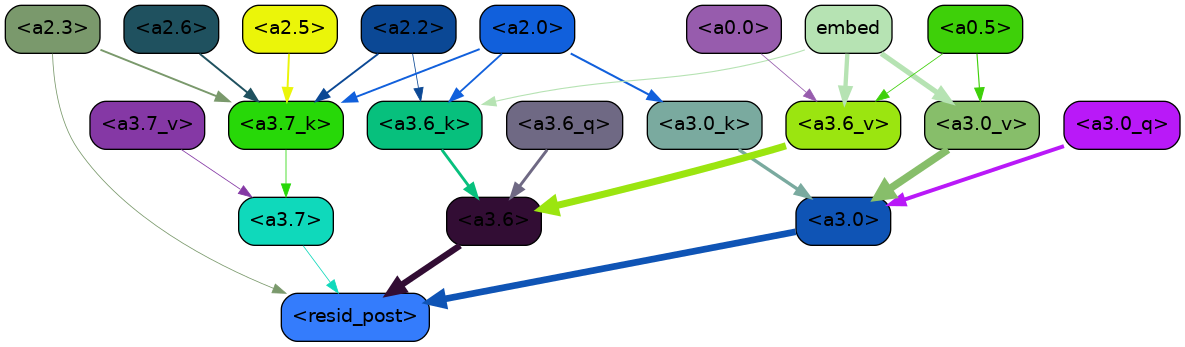 <a2.3> <a2.6> <a2.5> <a2.2> <a2.0> <a0.0> embed <a0.5>
<a3.7_v> <a3.7_k> <a3.6_k> <a3.6_q> <a3.0_k> <a3.6_v> <a3.0_v> <a3.0_q>
<a3.7> <a3.6> <a3.0>
<resid_post>